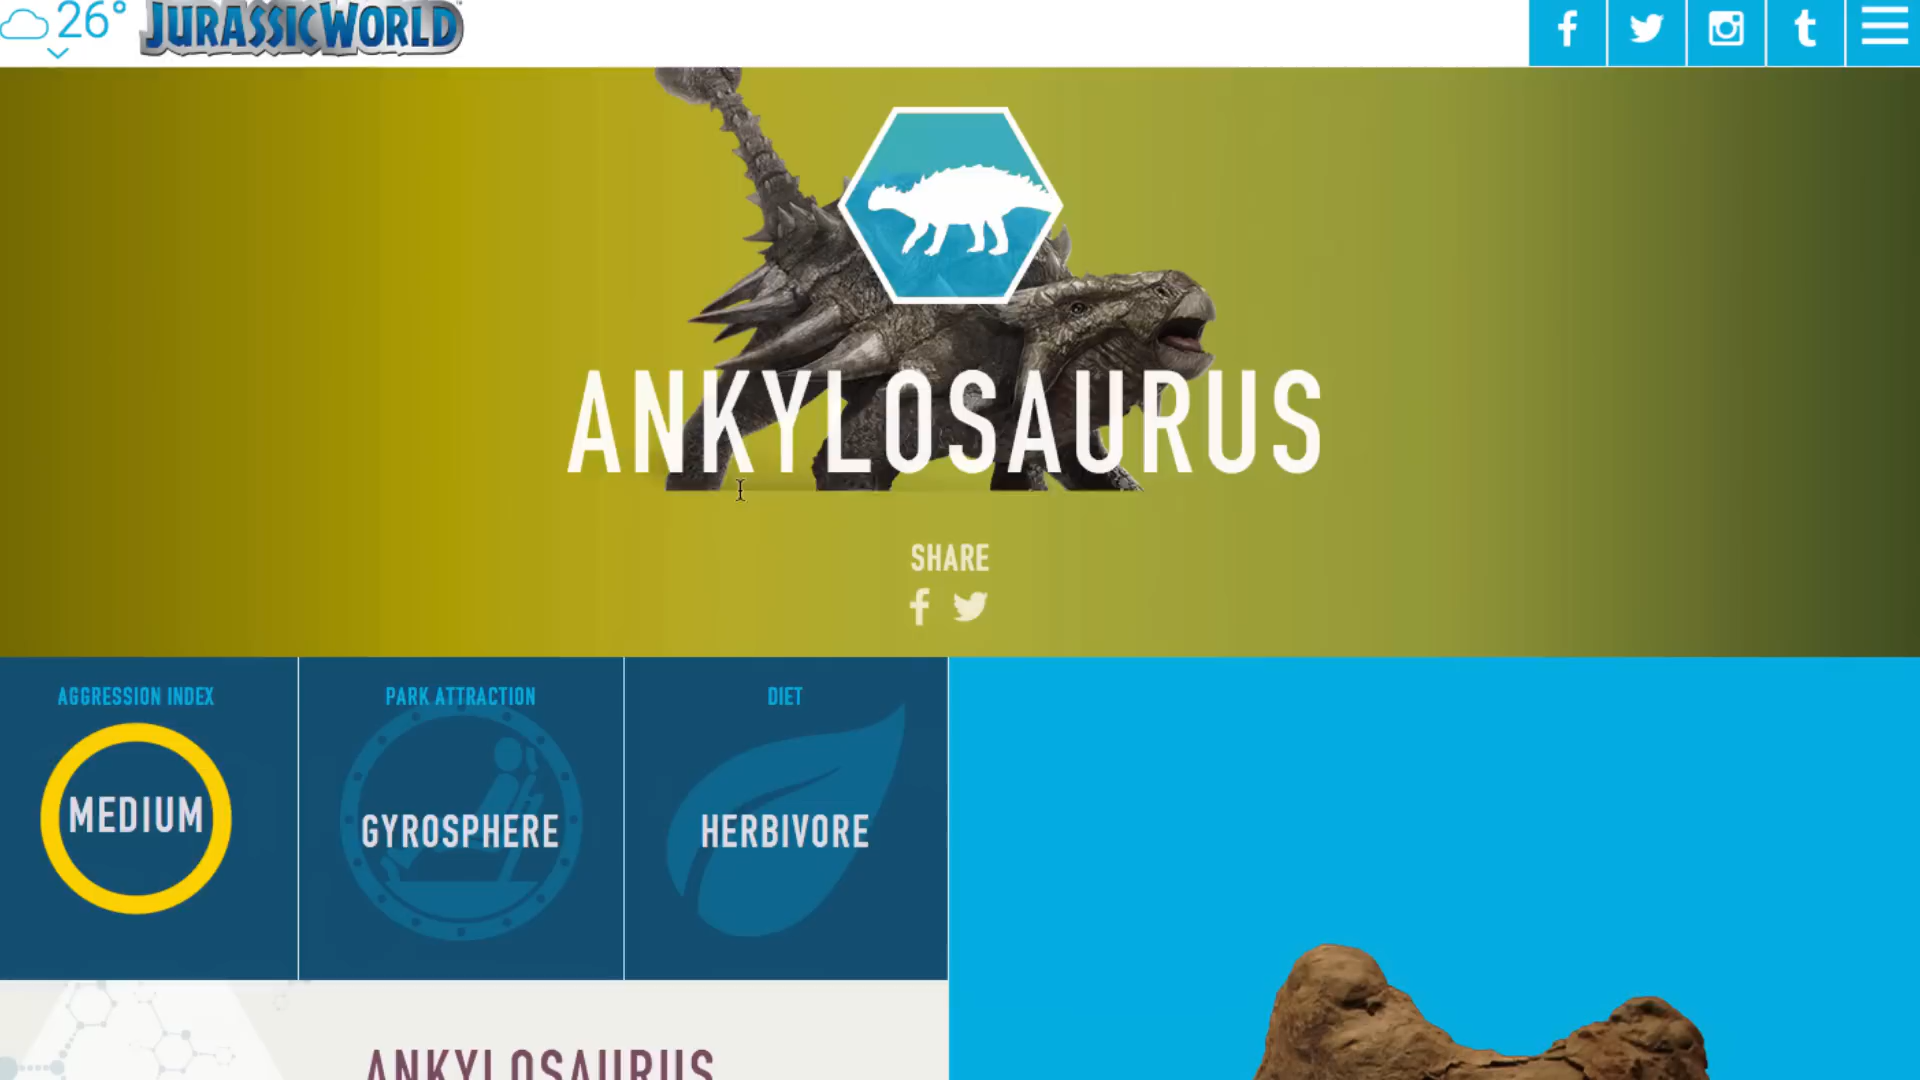 26°
JURASSIC WORLD
ANKYLOSAURUS
SHARE
AGGRESSION INDEX
MEDIUM
PARK ATTRACTION
GYROSPHERE
DIET
HERBIVORE
ANKYLOSAURUS